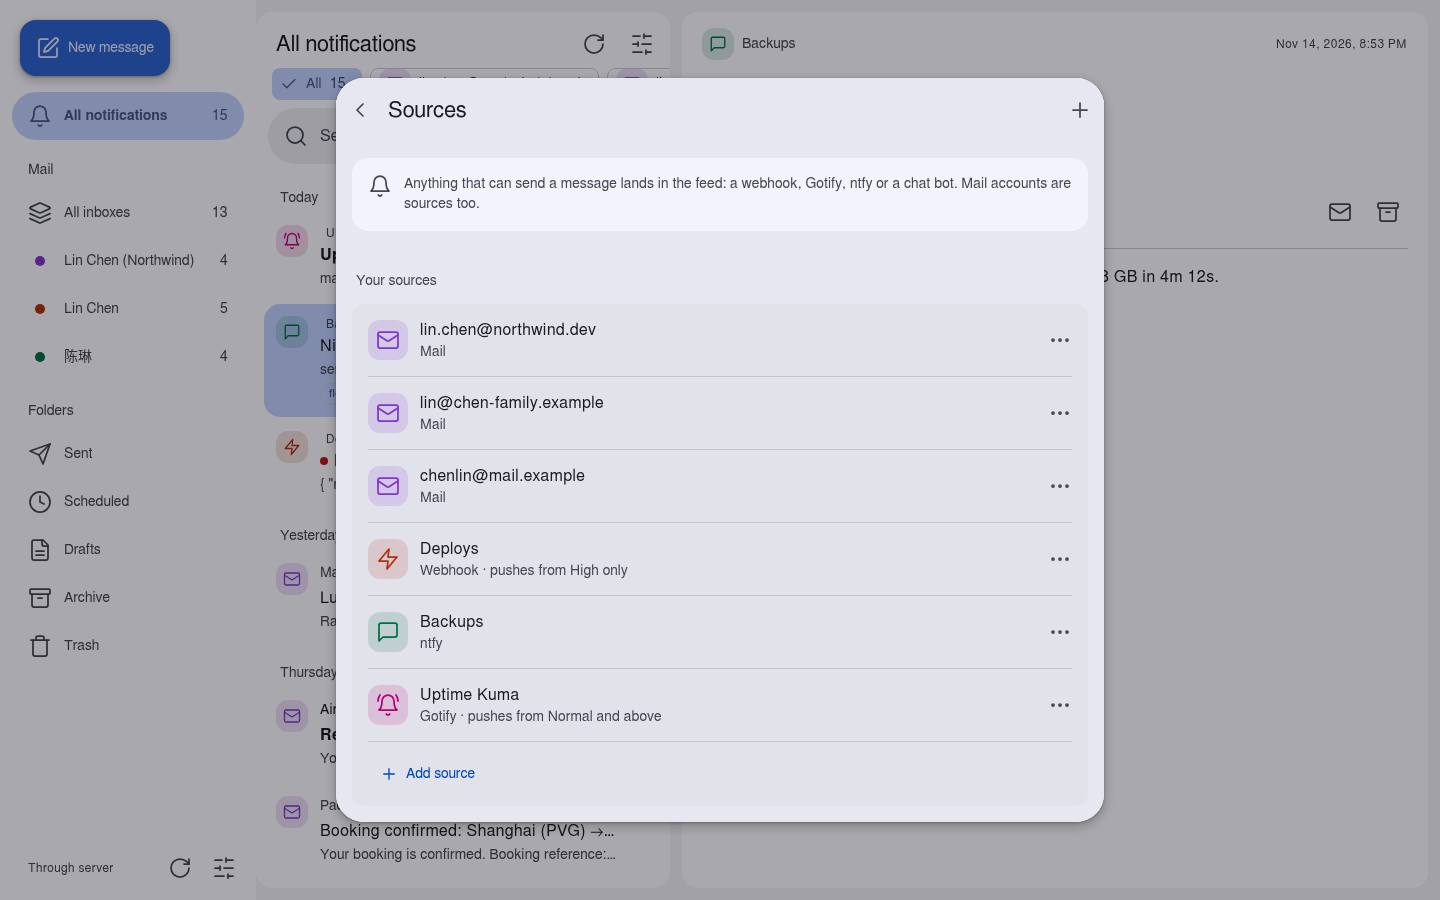 New message
All notifications 15
Mail
All inboxes 13
Lin Chen (Northwind) 4
Lin Chen 5
陈琳 4
Folders
Sent
Scheduled
Drafts
Archive
Trash
Through server
All notifications
All 15
Today
Yesterday
Thursday
Booking confirmed: Shanghai (PVG) →…
Your booking is confirmed. Booking reference:…
Backups
Nov 14, 2026, 8:53 PM
GB in 4m 12s.
Sources
Anything that can send a message lands in the feed: a webhook, Gotify, ntfy or a chat bot. Mail accounts are
sources too.
Your sources
lin.chen@northwind.dev
Mail
lin@chen-family.example
Mail
chenlin@mail.example
Mail
Deploys
Webhook · pushes from High only
Backups
ntfy
Uptime Kuma
Gotify · pushes from Normal and above
Add source